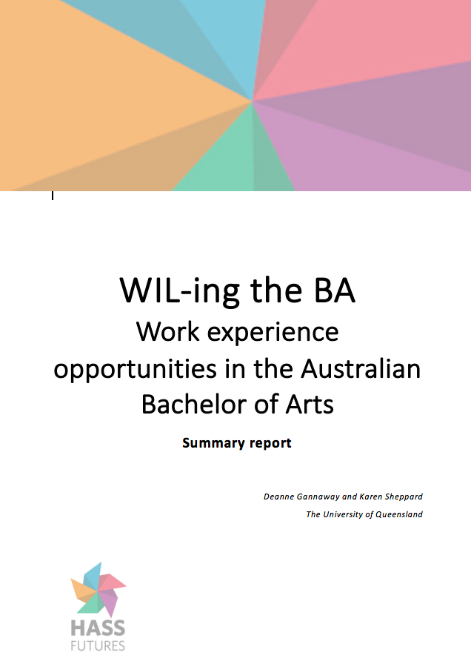 WIL-ing the BA
Work experience
opportunities in the Australian
Bachelor of Arts
Summary report
Deanne Gannaway and Karen Sheppard
The University of Queensland
HASS
FUTURES